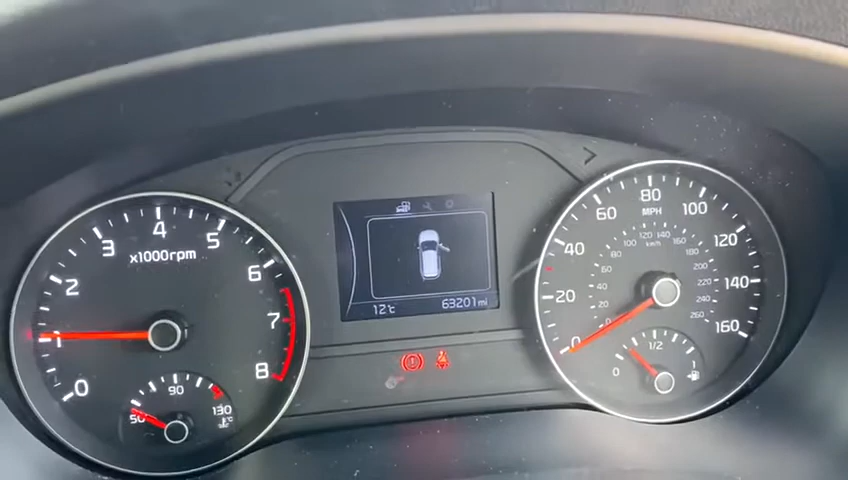 0 1 2 3 4 5 6 7 8
x1000rpm
50 90 130
°C
12°C
63201 mi
0 20 40 60 80 100 120 140 160
MPH
20 40 60 80 100 120 140 160 180 200 220 240 260
km/h
0 1/2 1